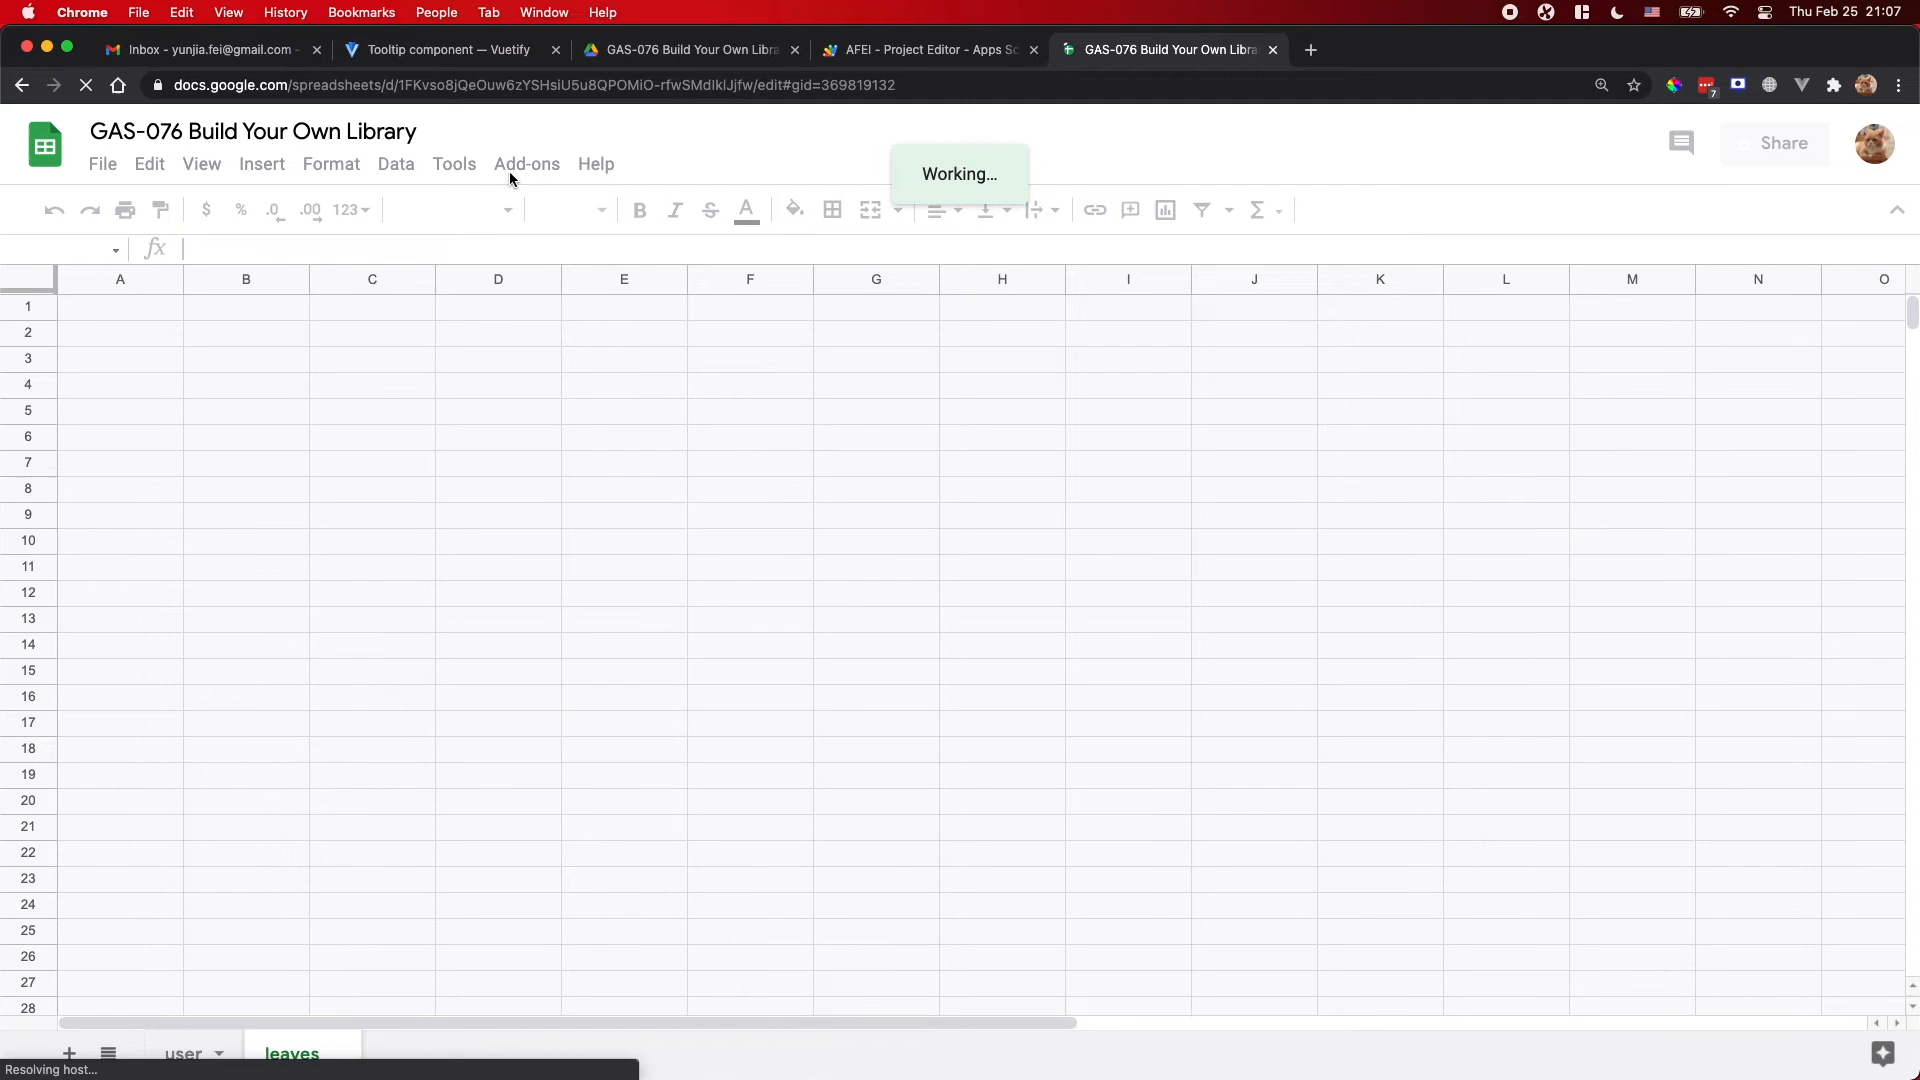 Chrome File Edit View History Bookmarks People Tab Window Help Thu Feb 25 21:07
Inbox - yunjia.fei@gmail.com - Tooltip component — Vuetify GAS-076 Build Your Own Libra AFEI - Project Editor - Apps Sc GAS-076 Build Your Own Libra
docs.google.com/spreadsheets/d/1FKvso8jQeOuw6zYSHsiU5u8QPOMiO-rfwSMdIklJjfw/edit#gid=369819132 7
GAS-076 Build Your Own Library
Share
File Edit View Insert Format Data Tools Add-ons Help
Working...
$ % .0 .00 123 B I S A Σ
fx
A B C D E F G H I J K L M N O
1
2
3
4
5
6
7
8
9
10
11
12
13
14
15
16
17
18
19
20
21
22
23
24
25
26
27
28
user leaves
Resolving host...